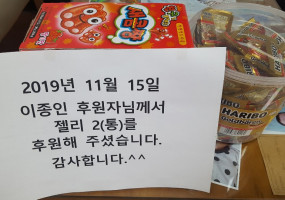 2019년 11월 15일
이종인 후원자님께서
젤리 2(통)를
후원해 주셨습니다.
감사합니다.^^
HARIBO